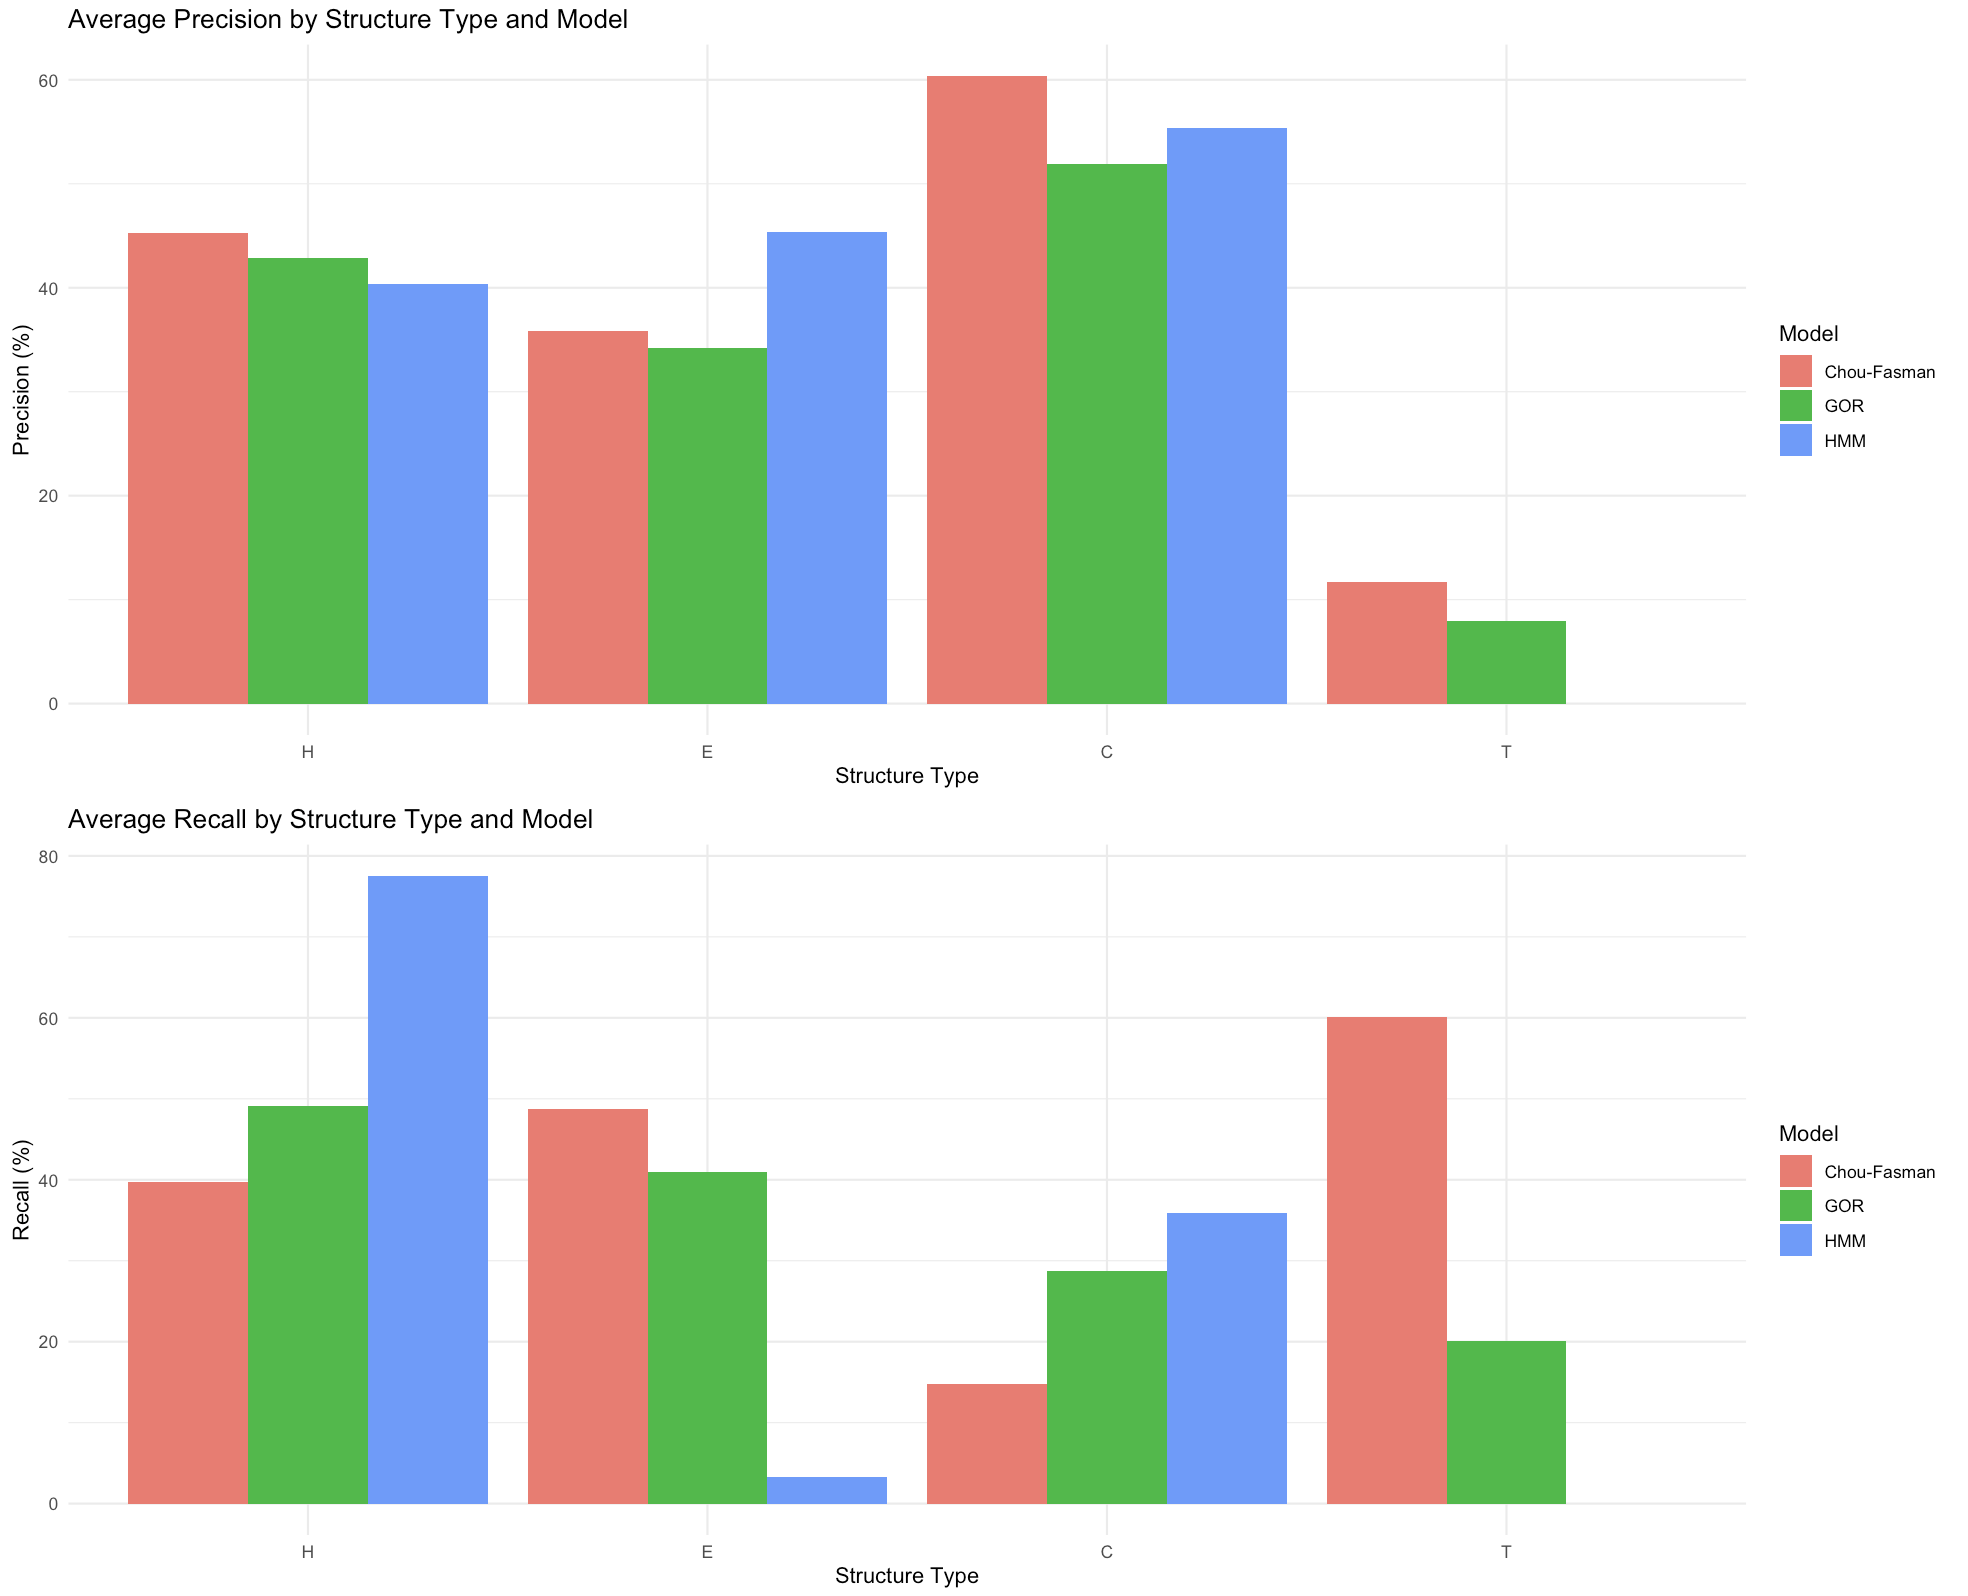 Average Precision by Structure Type and Model
60
40
20
0
Precision (%)
H E C T
Structure Type
Model
Chou-Fasman
GOR
HMM
Average Recall by Structure Type and Model
80
60
40
20
0
Recall (%)
H E C T
Structure Type
Model
Chou-Fasman
GOR
HMM